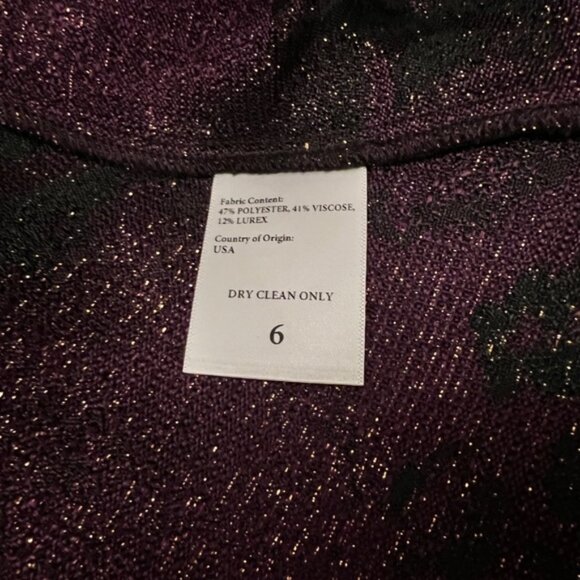 Fabric Content:
47% POLYESTER, 41% VISCOSE,
12% LUREX
Country of Origin:
USA
DRY CLEAN ONLY
6